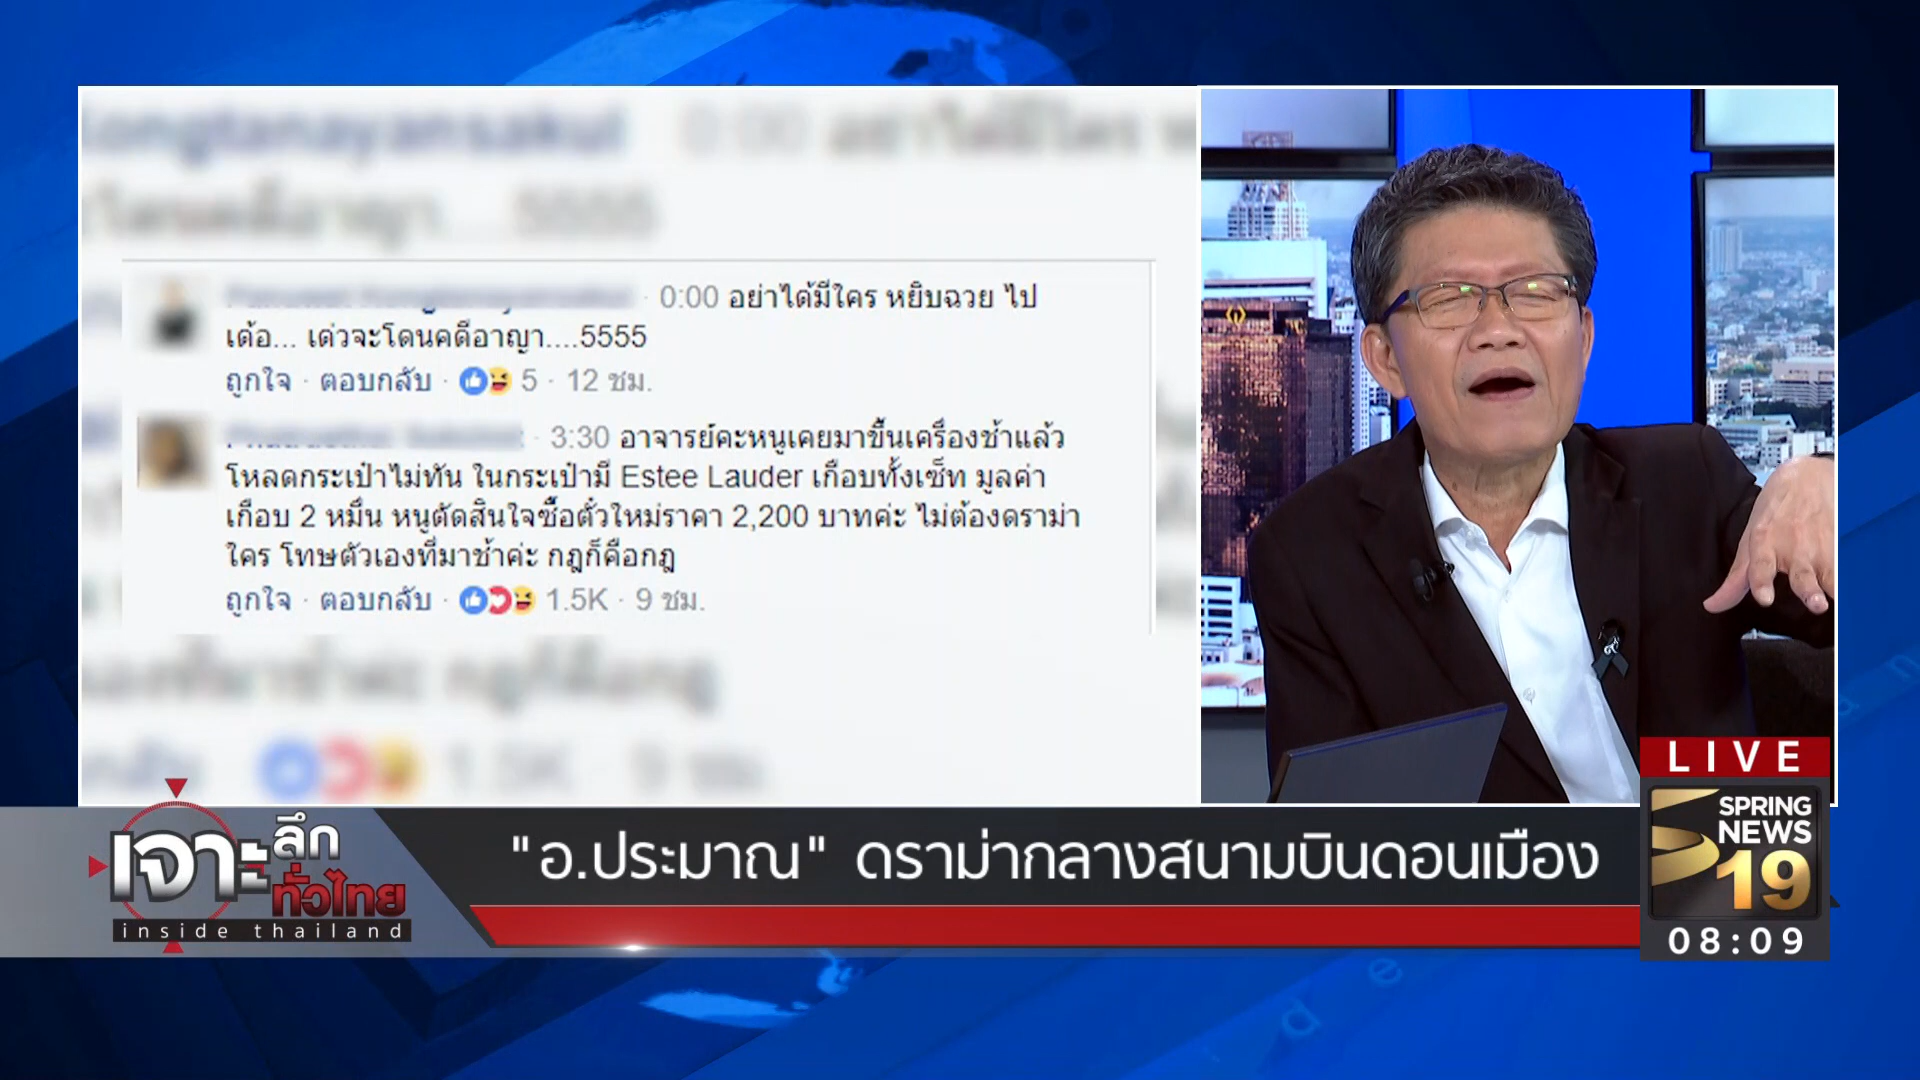 0:00 อย่าได้มีใคร หยิบฉวย ไป
เด้อ... เด๋วจะโดนคดีอาญา....5555
ถูกใจ · ตอบกลับ · 5 · 12 ชม.
3:30 อาจารย์คะหนูเคยมาขึ้นเครื่องช้าแล้ว
โหลดกระเป๋าไม่ทัน ในกระเป๋ามี Estee Lauder เกือบทั้งเซ็ท มูลค่า
เกือบ 2 หมื่น หนูตัดสินใจซื้อตั๋วใหม่ราคา 2,200 บาทค่ะ ไม่ต้องดราม่า
ใคร โทษตัวเองที่มาช้าค่ะ กฎก็คือกฎ
ถูกใจ · ตอบกลับ · 1.5K · 9 ชม.
LIVE
SPRING
NEWS
19
08:09
เจาะลึก
ทั่วไทย
inside thailand
"อ.ประมาณ" ดราม่ากลางสนามบินดอนเมือง